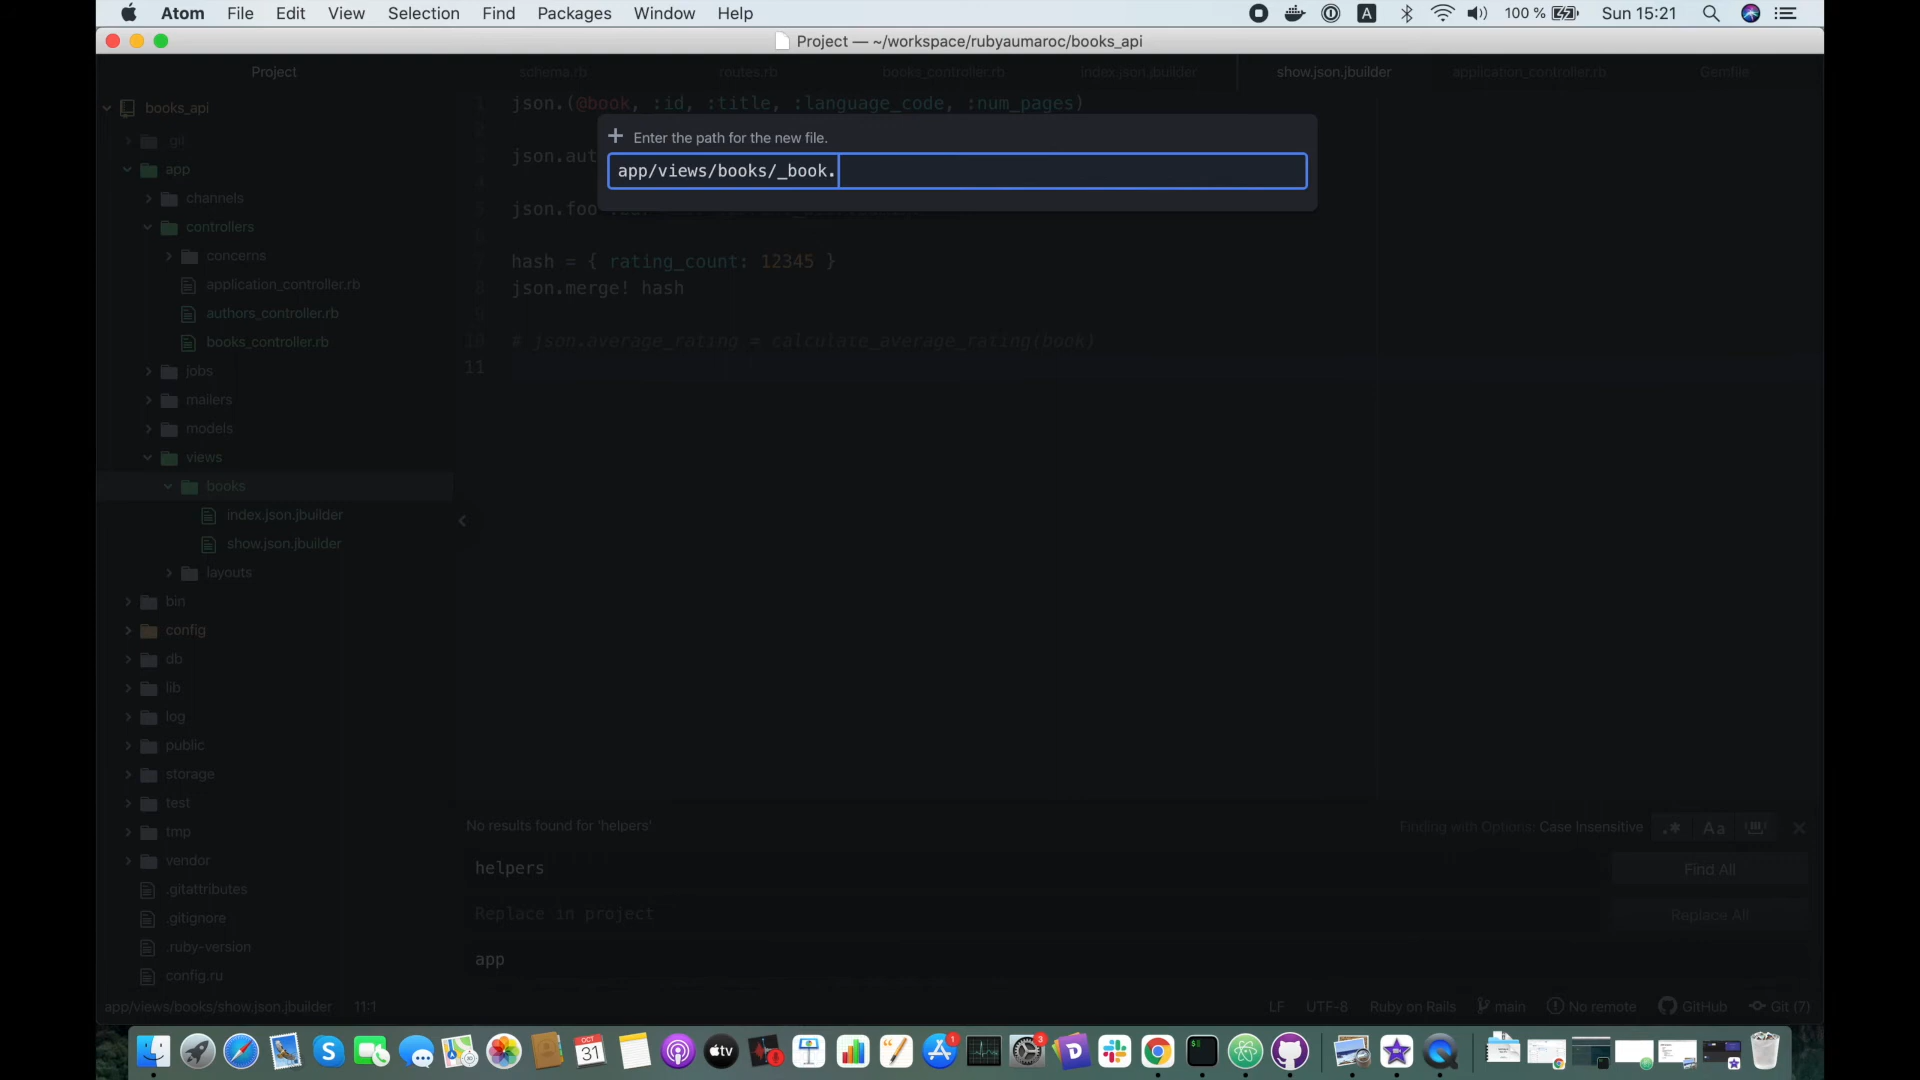 Atom File Edit View Selection Find Packages Window Help 100 % Sun 15:21
Project — ~/workspace/rubyaumaroc/books_api
Project schema.rb routes.rb books_controller.rb index.json.jbuilder show.json.jbuilder application_controller.rb Gemfile
books_api
.git
app
channels
controllers
concerns
application_controller.rb
authors_controller.rb
books_controller.rb
jobs
mailers
models
views
books
index.json.jbuilder
show.json.jbuilder
layouts
bin
config
db
lib
log
public
storage
test
tmp
vendor
.gitattributes
.gitignore
.ruby-version
config.ru
1 json.(@book, :id, :title, :language_code, :num_pages)
Enter the path for the new file.
app/views/books/_book.
json.aut
json.foo
7 hash = { rating_count: 12345 }
8 json.merge! hash
9
10 # json.average_rating = calculate_average_rating(book)
11
No results found for 'helpers' Finding with Options: Case Insensitive .* Aa
helpers Find All
Replace in project Replace All
app
app/views/books/show.json.jbuilder 11:1 LF UTF-8 Ruby on Rails main No remote GitHub Git (7)